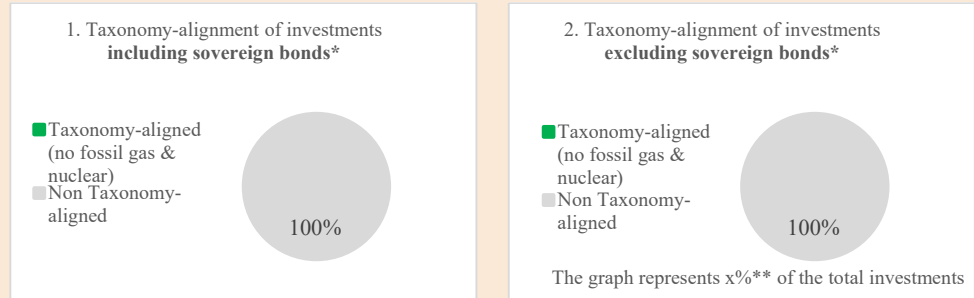 1. Taxonomy-alignment of investments
including sovereign bonds*
Taxonomy-aligned
(no fossil gas &
nuclear)
Non Taxonomy-
aligned
100%
2. Taxonomy-alignment of investments
excluding sovereign bonds*
Taxonomy-aligned
(no fossil gas &
nuclear)
Non Taxonomy-
aligned
100%
The graph represents x%** of the total investments